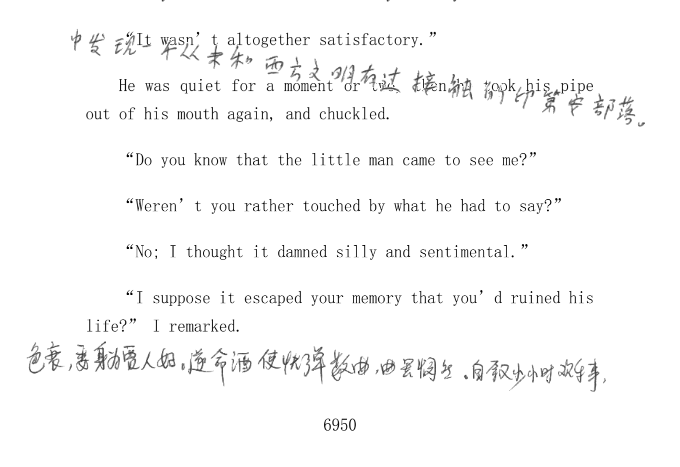 “It wasn’t altogether satisfactory.”
中发现一个从未和西方文明有过接触的印第安部落。
He was quiet for a moment or two, then he took his pipe
out of his mouth again, and chuckled.
“Do you know that the little man came to see me?”
“Weren’t you rather touched by what he had to say?”
“No; I thought it damned silly and sentimental.”
“I suppose it escaped your memory that you’d ruined his
life?” I remarked.
色衰,委身为贾人妇。遂命酒使快弹数曲,曲罢悯然。自叙少小时欢乐事,
6950